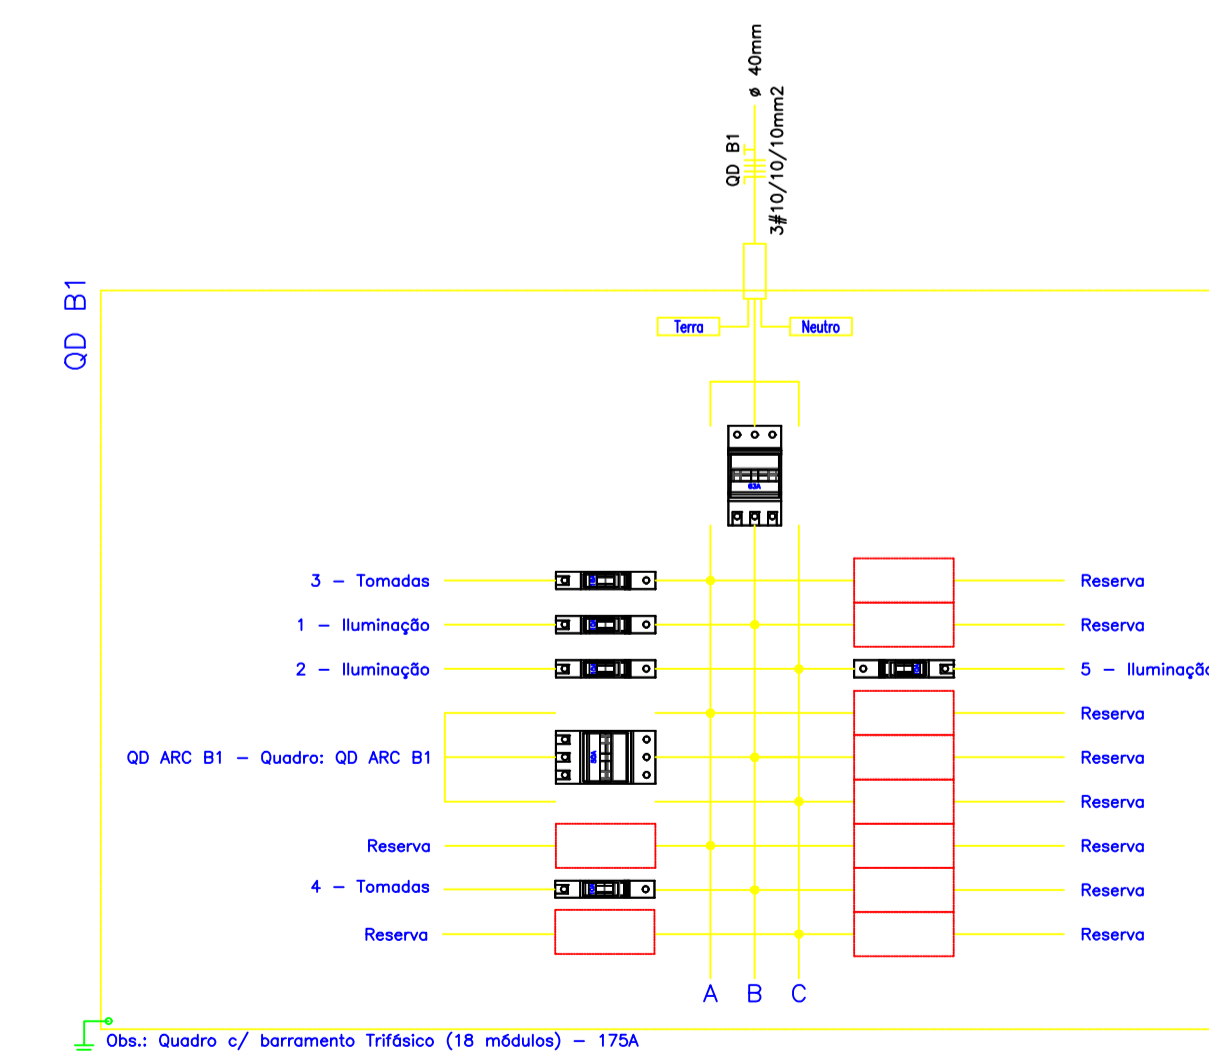 ø 40mm
QD B1
3#10/10/10mm2
QD B1
Terra
Neutro
63A
3 - Tomadas
Reserva
1 - Iluminação
Reserva
2 - Iluminação
5 - Iluminação
Reserva
QD ARC B1 - Quadro: QD ARC B1
Reserva
Reserva
Reserva
Reserva
4 - Tomadas
Reserva
Reserva
Reserva
A B C
Obs.: Quadro c/ barramento Trifásico (18 módulos) - 175A